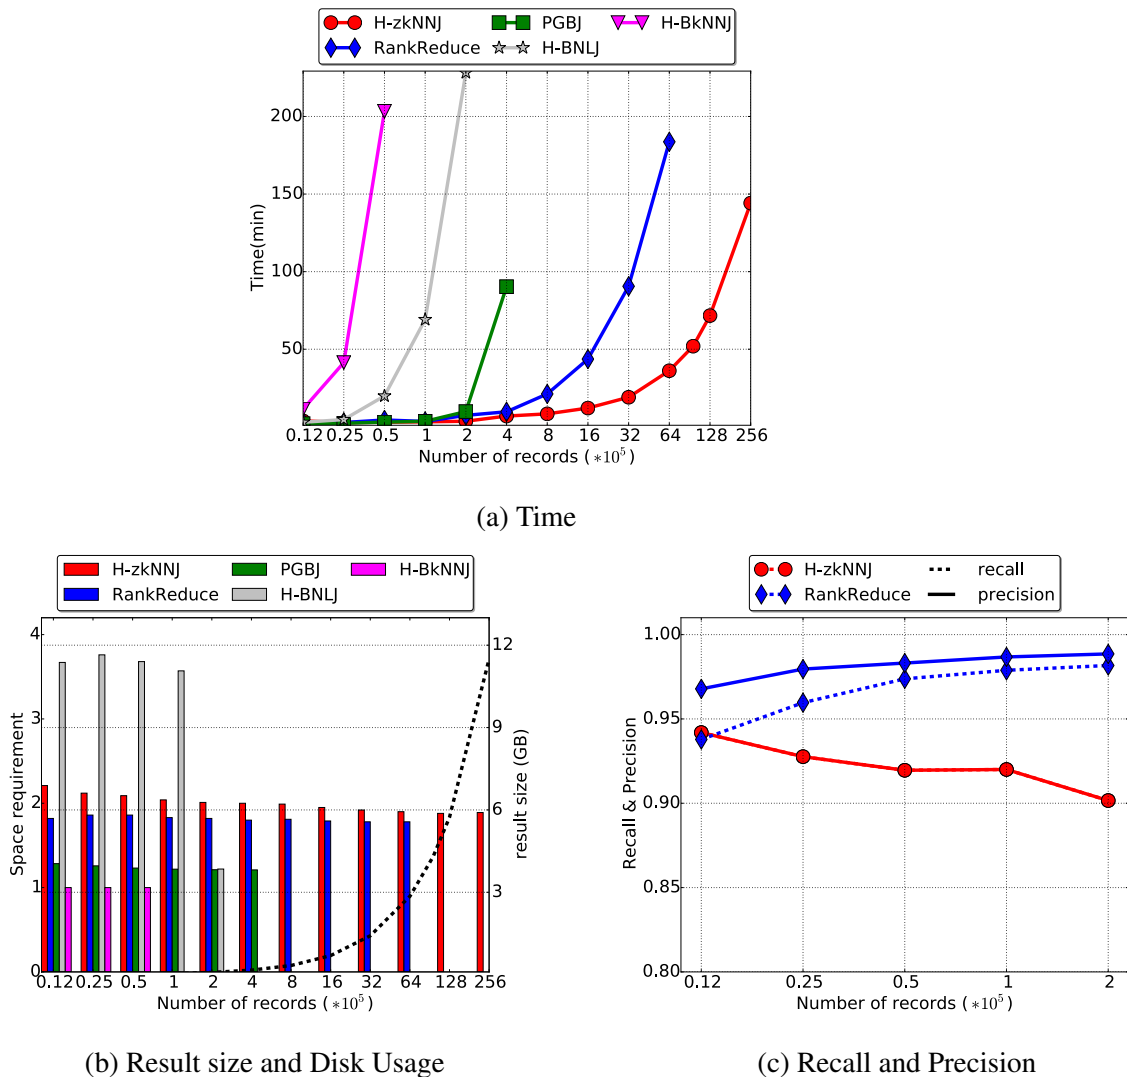 H-zkNNJ PGBJ H-BkNNJ
RankReduce H-BNLJ
200
150
100
50
Time(min)
0.12 0.25 0.5 1 2 4 8 16 32 64 128 256
Number of records (*10^5)
(a) Time
H-zkNNJ PGBJ H-BkNNJ
RankReduce H-BNLJ
4
3
2
1
0
Space requirement
12
9
6
3
result size (GB)
0.12 0.25 0.5 1 2 4 8 16 32 64 128 256
Number of records (*10^5)
(b) Result size and Disk Usage
H-zkNNJ recall
RankReduce precision
1.00
0.95
0.90
0.85
0.80
Recall & Precision
0.12 0.25 0.5 1 2
Number of records (*10^5)
(c) Recall and Precision